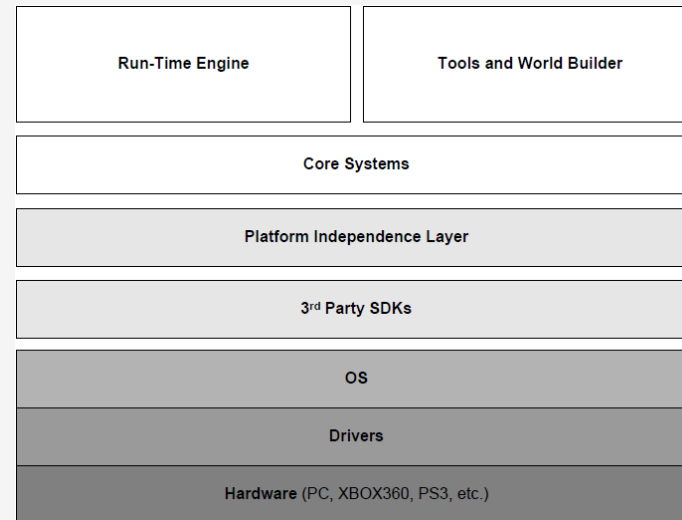 Run-Time Engine
Tools and World Builder
Core Systems
Platform Independence Layer
3rd Party SDKs
OS
Drivers
Hardware (PC, XBOX360, PS3, etc.)